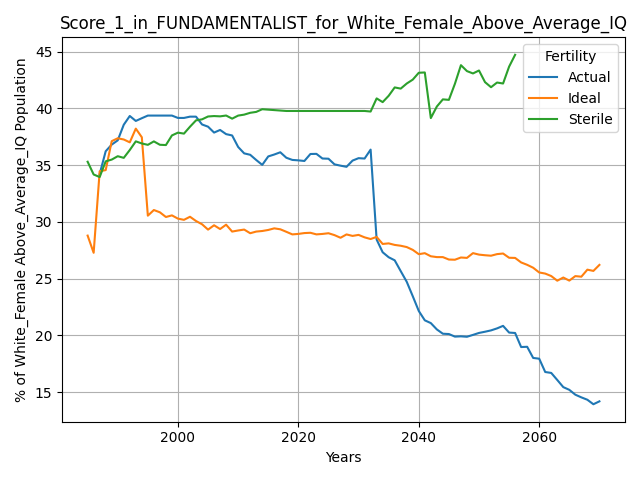 Score_1_in_FUNDAMENTALIST_for_White_Female_Above_Average_IQ
% of White_Female Above_Average_IQ Population
45
40
35
30
25
20
15
Fertility
Actual
Ideal
Sterile
2000 2020 2040 2060
Years